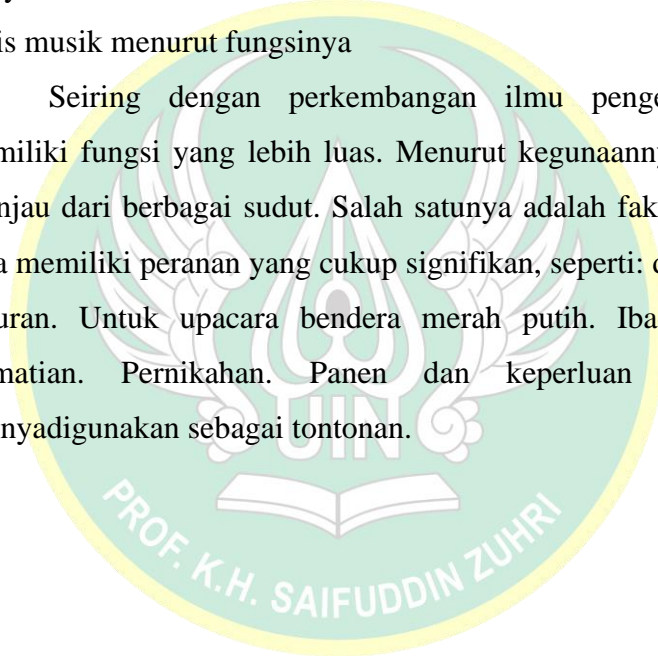 is musik menurut fungsinya
Seiring dengan perkembangan ilmu penge
miliki fungsi yang lebih luas. Menurut kegunaanny
njau dari berbagai sudut. Salah satunya adalah fak
a memiliki peranan yang cukup signifikan, seperti:
uran. Untuk upacara bendera merah putih. Iba
matian. Pernikahan. Panen dan keperluan
nyadigunakan sebagai tontonan.
UIN
PROF. K.H. SAIFUDDIN ZUHRI